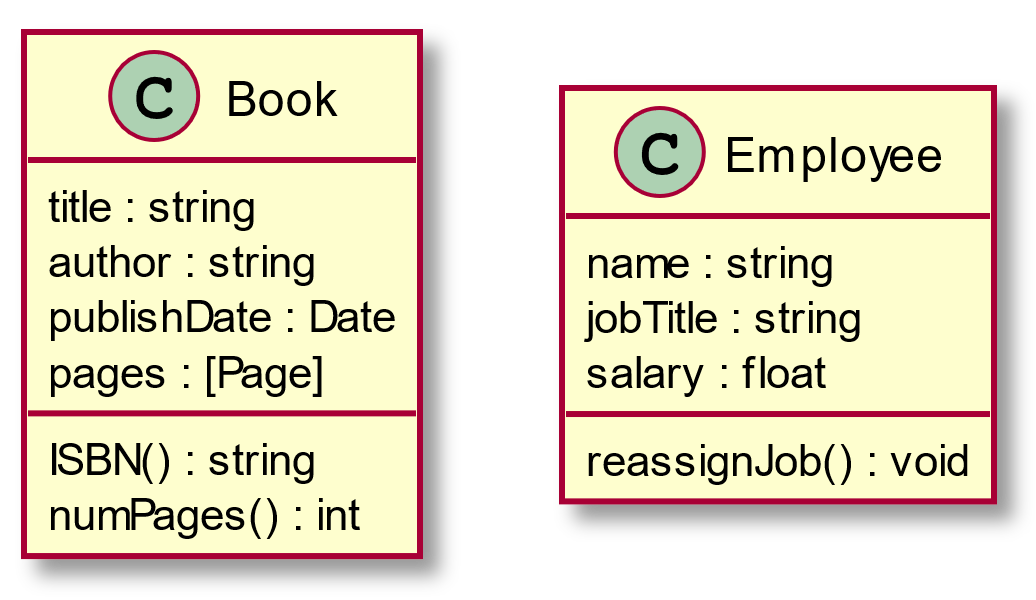 C Book
title : string
author : string
publishDate : Date
pages : [Page]
ISBN() : string
numPages() : int
C Employee
name : string
jobTitle : string
salary : float
reassignJob() : void